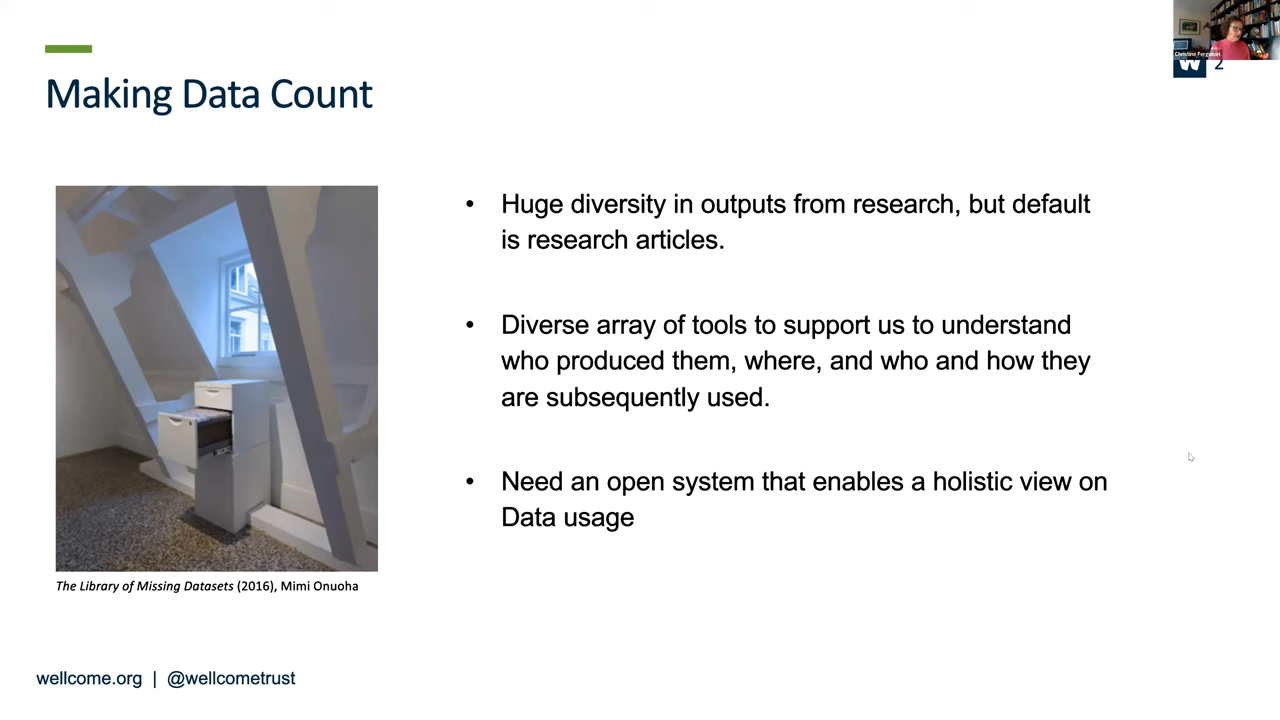 Christine Ferguson
W
2
Making Data Count
• Huge diversity in outputs from research, but default
is research articles.
• Diverse array of tools to support us to understand
who produced them, where, and who and how they
are subsequently used.
• Need an open system that enables a holistic view on
Data usage
The Library of Missing Datasets (2016), Mimi Onuoha
wellcome.org | @wellcometrust